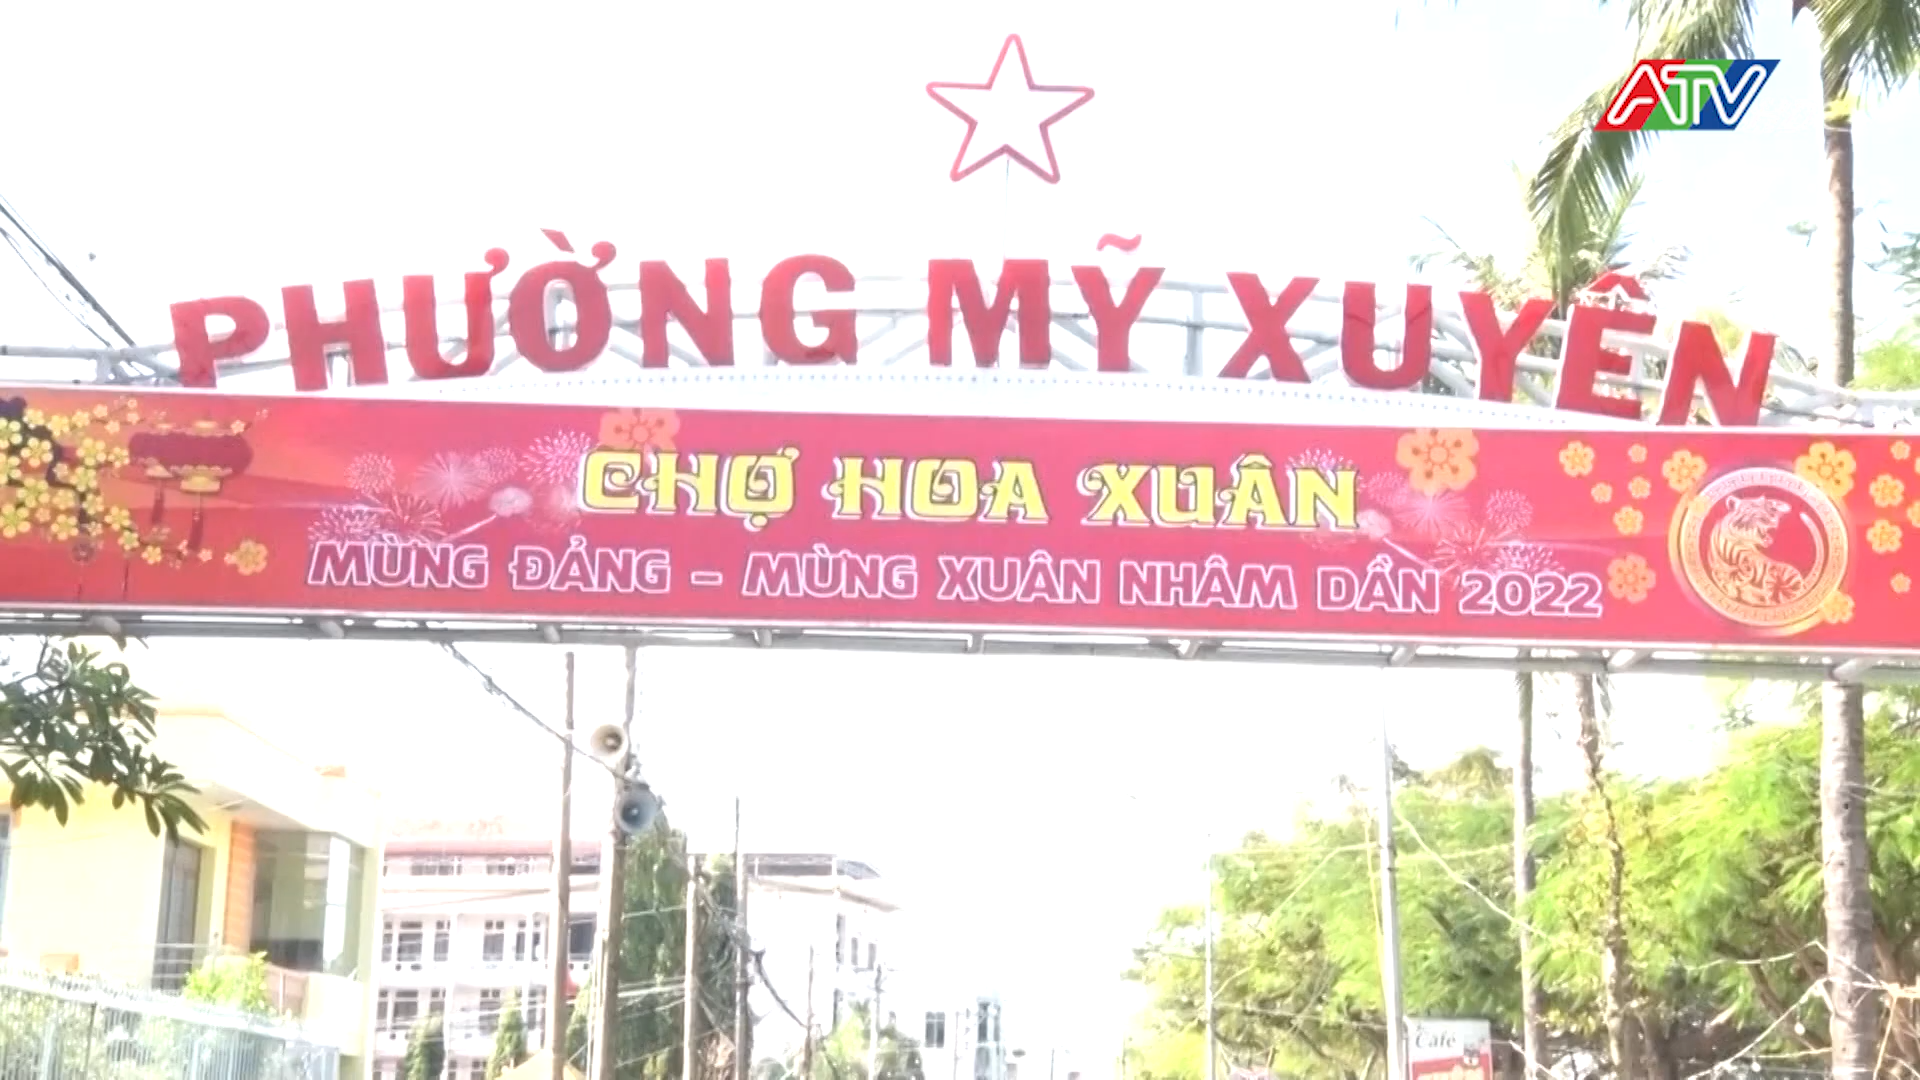 ATV
PHƯỜNG MỸ XUYÊN
CHỢ HOA XUÂN
MỪNG ĐẢNG - MỪNG XUÂN NHÂM DẦN 2022
Cafe